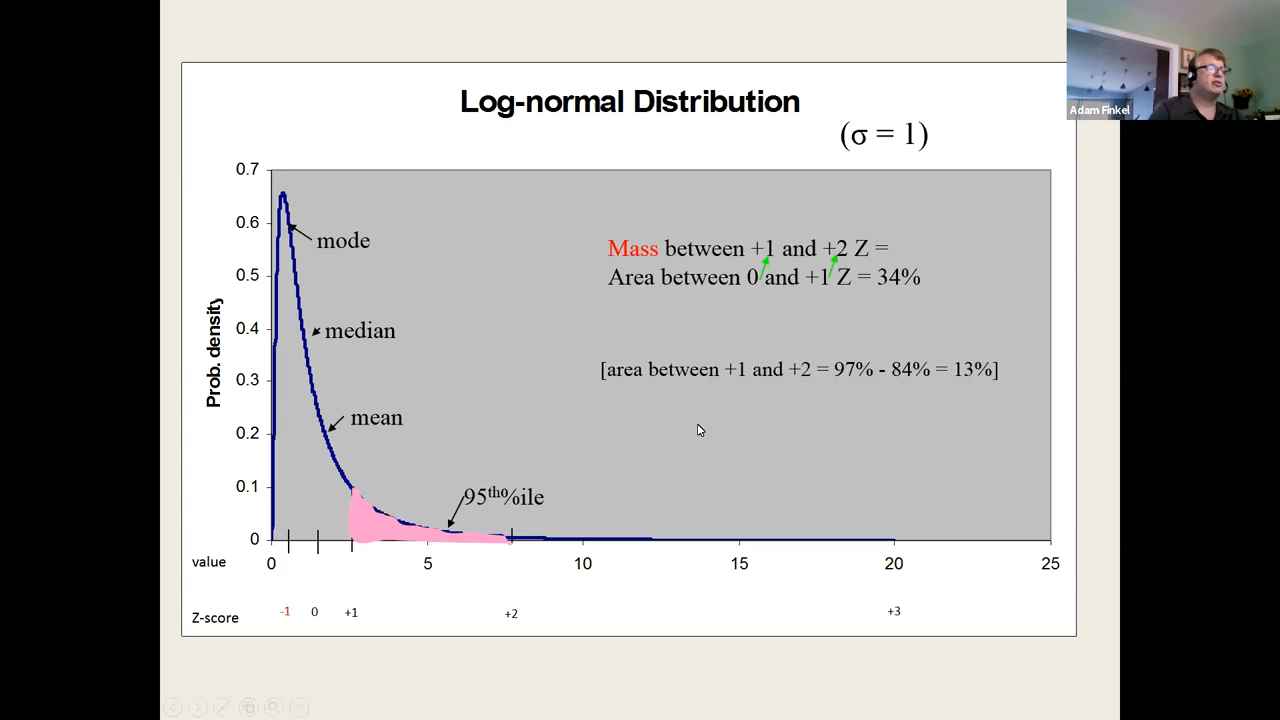 Log-normal Distribution
(σ = 1)
Adam Finkel
0.7
0.6
0.5
0.4
0.3
0.2
0.1
0
Prob. density
mode
median
mean
95th%ile
Mass between +1 and +2 Z =
Area between 0 and +1 Z = 34%
[area between +1 and +2 = 97% - 84% = 13%]
value 0 5 10 15 20 25
Z-score -1 0 +1 +2 +3